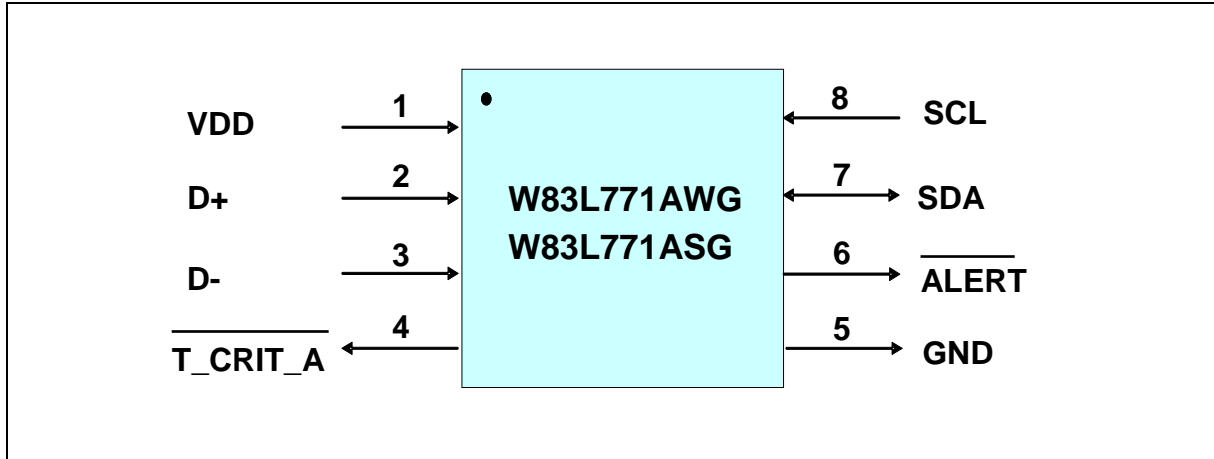 VDD 1
D+ 2
D- 3
T_CRIT_A 4
W83L771AWG
W83L771ASG
8 SCL
7 SDA
6 ALERT
5 GND